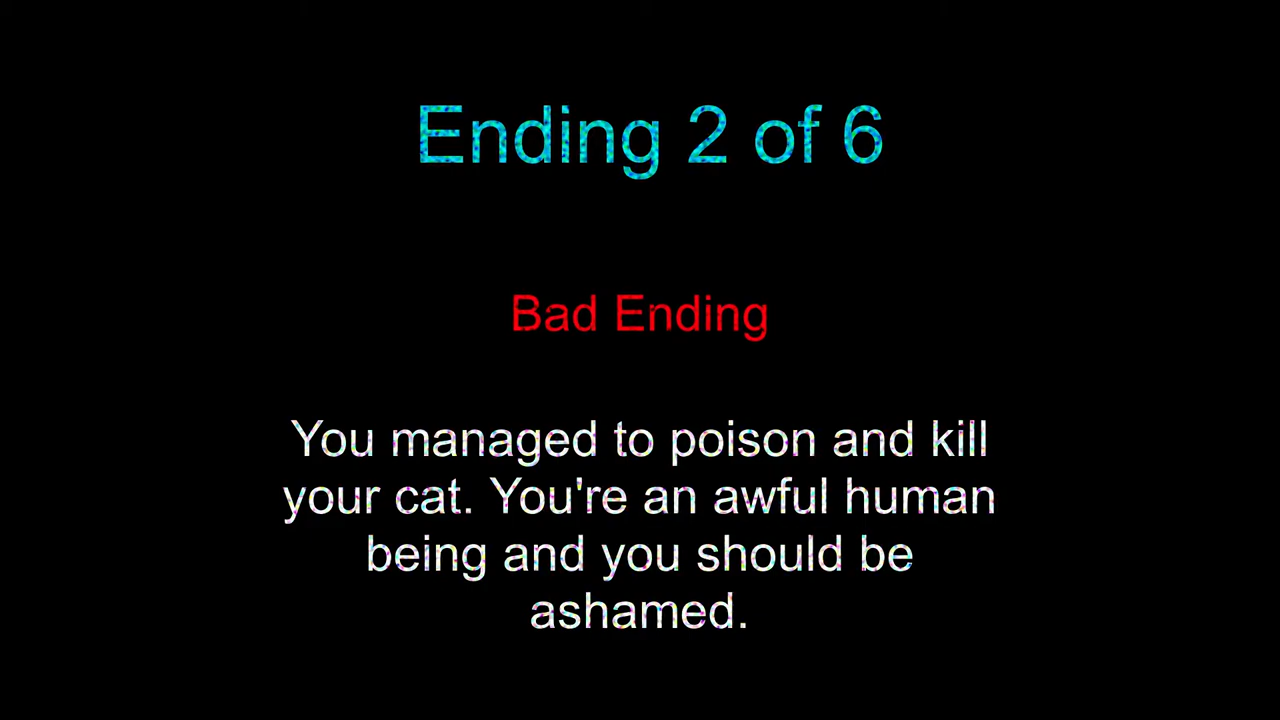 Ending 2 of 6
Bad Ending
You managed to poison and kill
your cat. You're an awful human
being and you should be
ashamed.